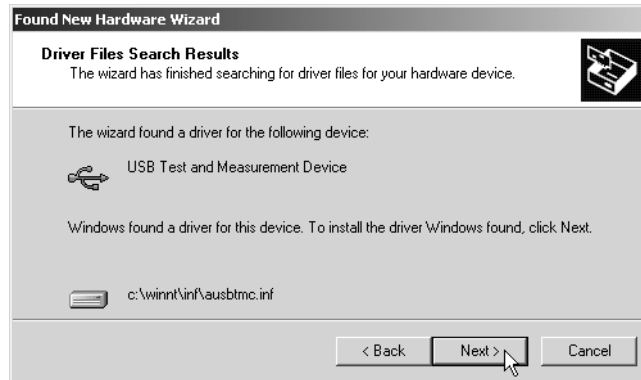 Found New Hardware Wizard
Driver Files Search Results
The wizard has finished searching for driver files for your hardware device.
The wizard found a driver for the following device:
USB Test and Measurement Device
Windows found a driver for this device. To install the driver Windows found, click Next.
c:\winnt\inf\ausbtmc.inf
< Back Next > Cancel